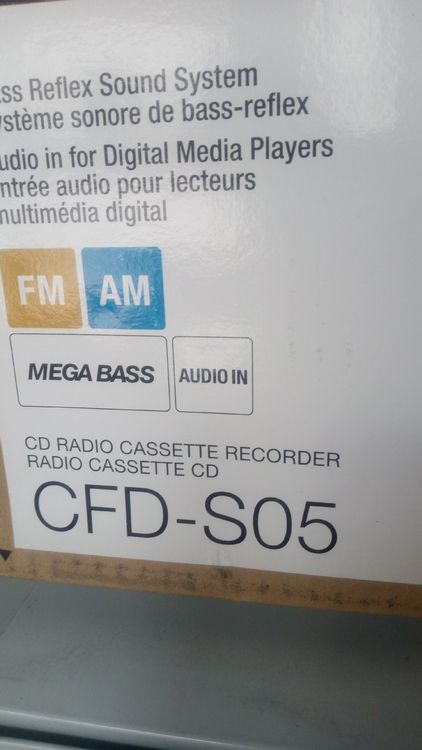 ss Reflex Sound System
ystème sonore de bass-reflex
udio in for Digital Media Players
ntrée audio pour lecteurs
multimédia digital
FM AM
MEGA BASS AUDIO IN
CD RADIO CASSETTE RECORDER
RADIO CASSETTE CD
CFD-S05